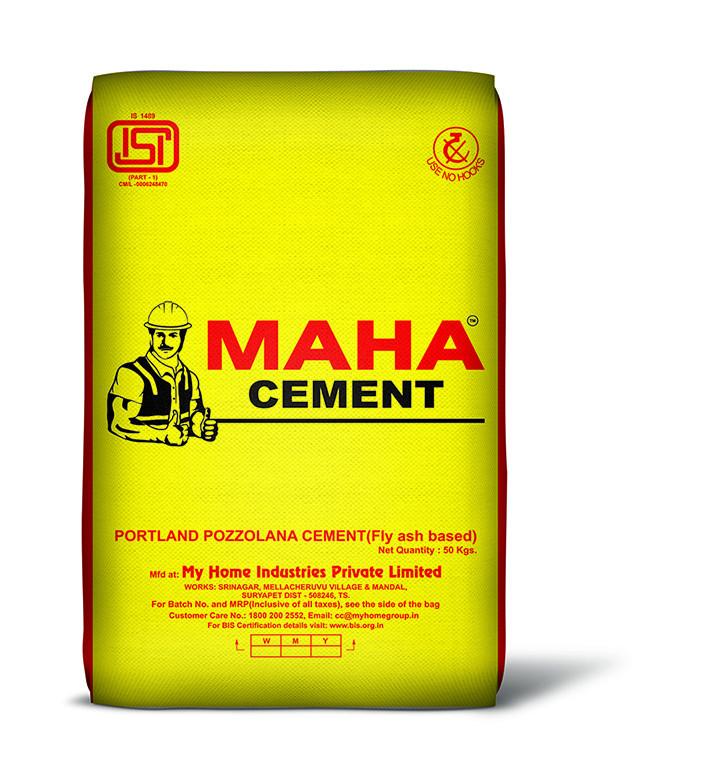 IS 1489
ISI
(PART - 1)
CM/L -0006248470
USE NO HOOKS
MAHA™
CEMENT
PORTLAND POZZOLANA CEMENT(Fly ash based)
Net Quantity : 50 Kgs.
Mfd at: My Home Industries Private Limited
WORKS: SRINAGAR, MELLACHERUVU VILLAGE & MANDAL,
SURYAPET DIST - 508246, TS.
For Batch No. and MRP(Inclusive of all taxes), see the side of the bag
Customer Care No.: 1800 200 2552, Email: cc@myhomegroup.in
For BIS Certification details visit: www.bis.org.in
W M Y